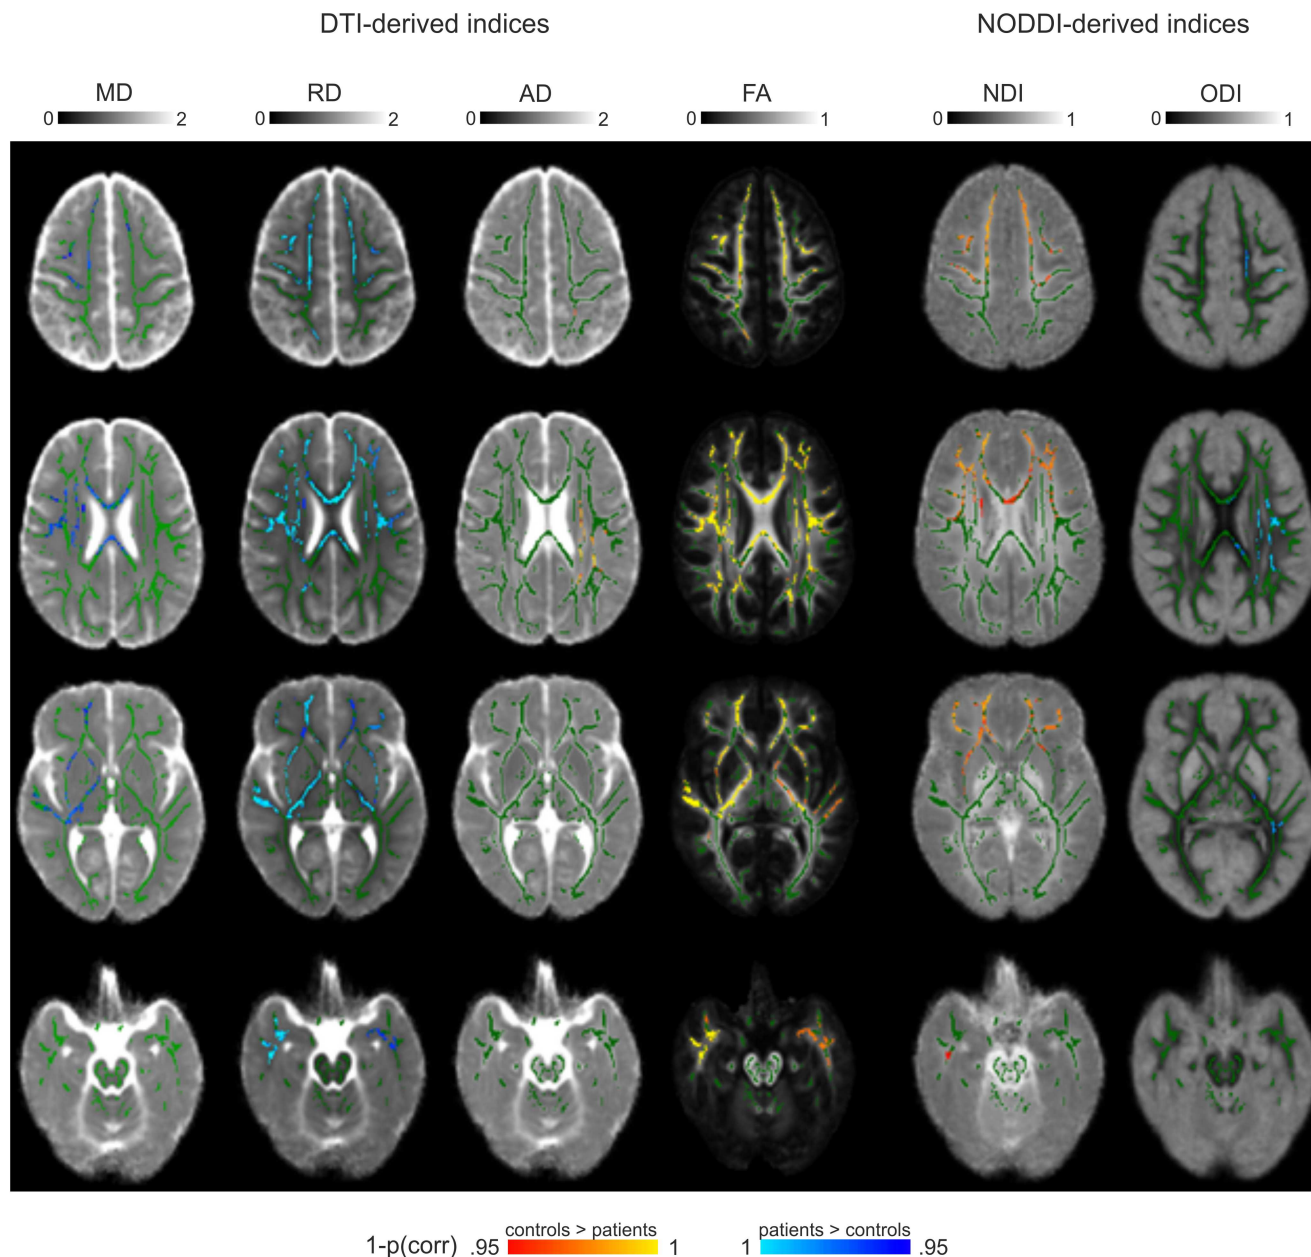 DTI-derived indices NODDI-derived indices
MD RD AD FA NDI ODI
0 2 0 2 0 2 0 1 0 1 0 1
controls > patients patients > controls
1-p(corr) .95 1 1 .95